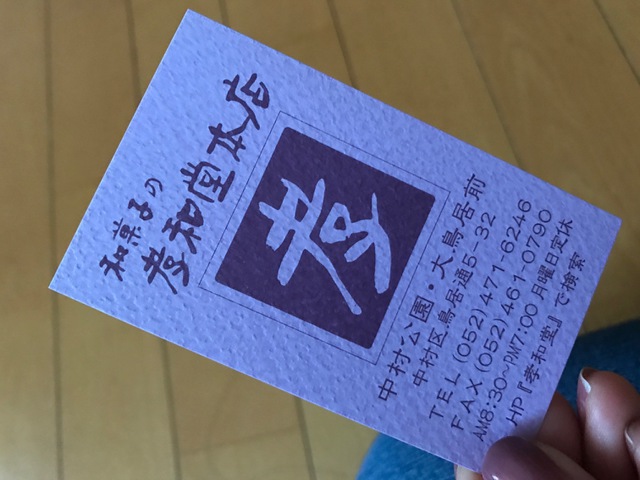 和菓子の
孝和堂本店
孝
中村公園・大鳥居前
中村区鳥居通5-32
TEL (052) 471-6246
FAX (052) 461-0790
AM8:30~PM7:00 月曜日定休
HP『孝和堂』で検索